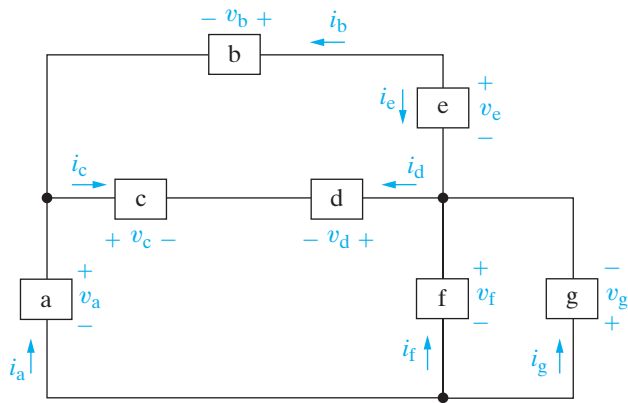 − v_b + i_b
b
i_e e + v_e −
i_c i_d
c d
+ v_c − − v_d +
a + v_a − f + v_f − g − v_g +
i_a i_f i_g